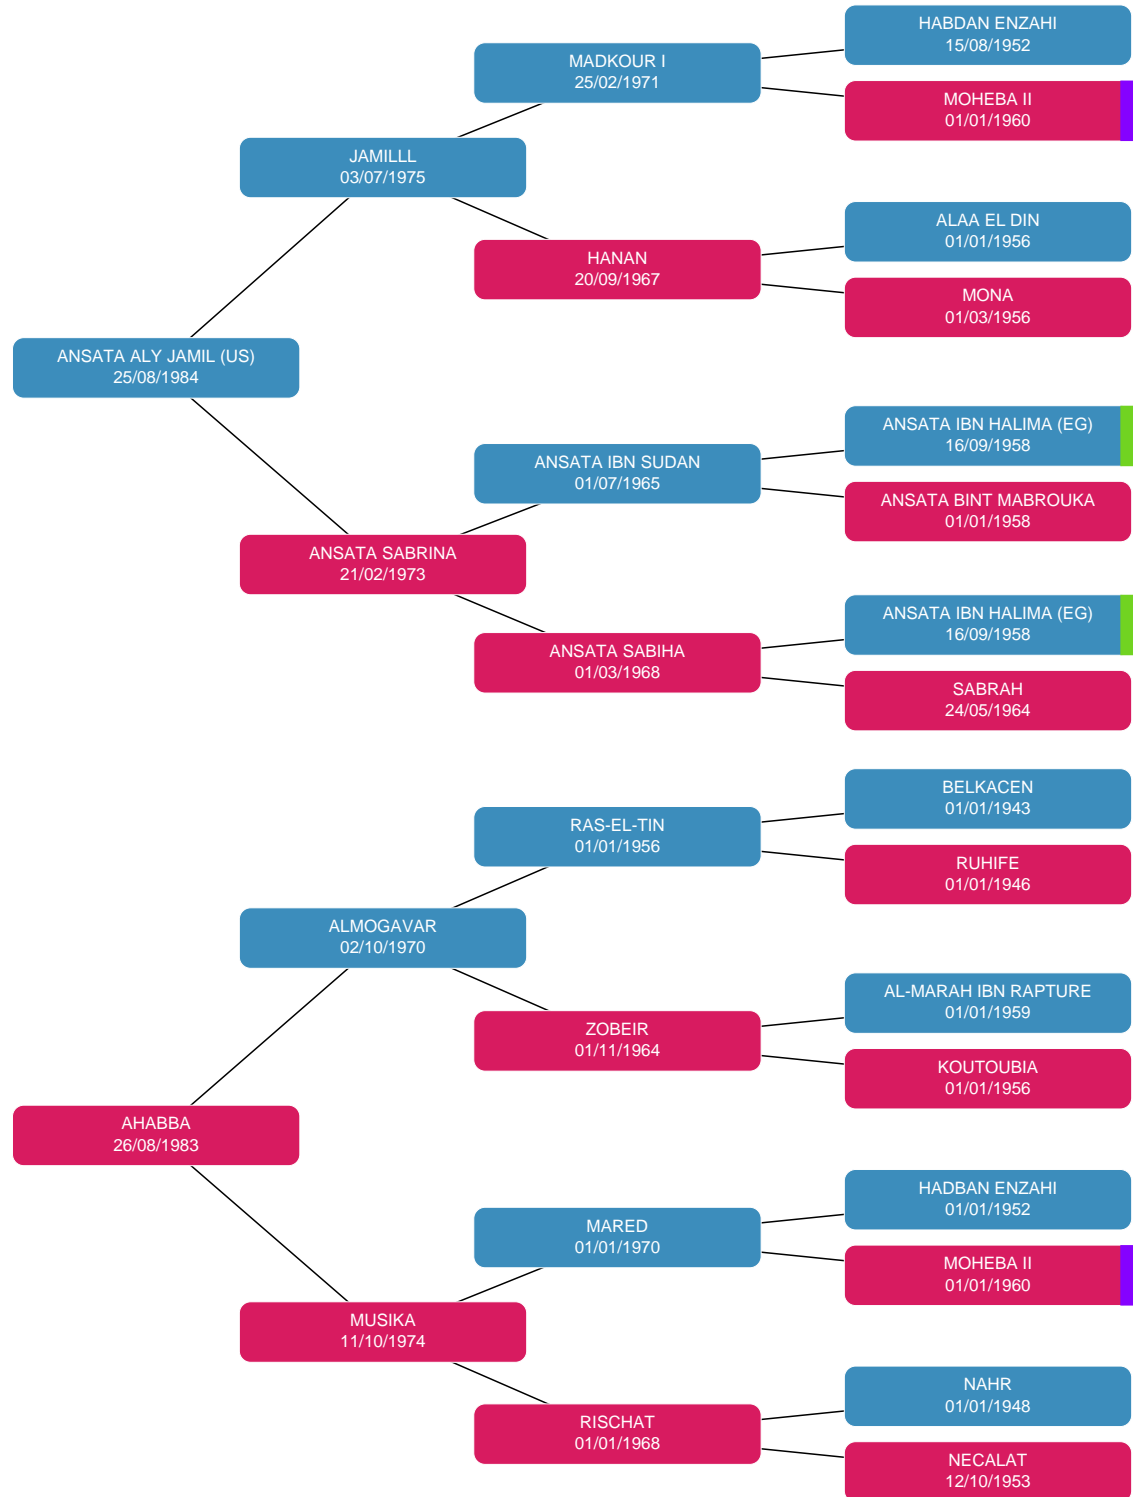 HABDAN ENZAHI
15/08/1952
MADKOUR I
25/02/1971
MOHEBA II
01/01/1960
JAMILLL
03/07/1975
ALAA EL DIN
01/01/1956
HANAN
20/09/1967
MONA
01/03/1956
ANSATA ALY JAMIL (US)
25/08/1984
ANSATA IBN HALIMA (EG)
16/09/1958
ANSATA IBN SUDAN
01/07/1965
ANSATA BINT MABROUKA
01/01/1958
ANSATA SABRINA
21/02/1973
ANSATA IBN HALIMA (EG)
16/09/1958
ANSATA SABIHA
01/03/1968
SABRAH
24/05/1964
BELKACEN
01/01/1943
RAS-EL-TIN
01/01/1956
RUHIFE
01/01/1946
ALMOGAVAR
02/10/1970
AL-MARAH IBN RAPTURE
01/01/1959
ZOBEIR
01/11/1964
KOUTOUBIA
01/01/1956
AHABBA
26/08/1983
HADBAN ENZAHI
01/01/1952
MARED
01/01/1970
MOHEBA II
01/01/1960
MUSIKA
11/10/1974
NAHR
01/01/1948
RISCHAT
01/01/1968
NECALAT
12/10/1953